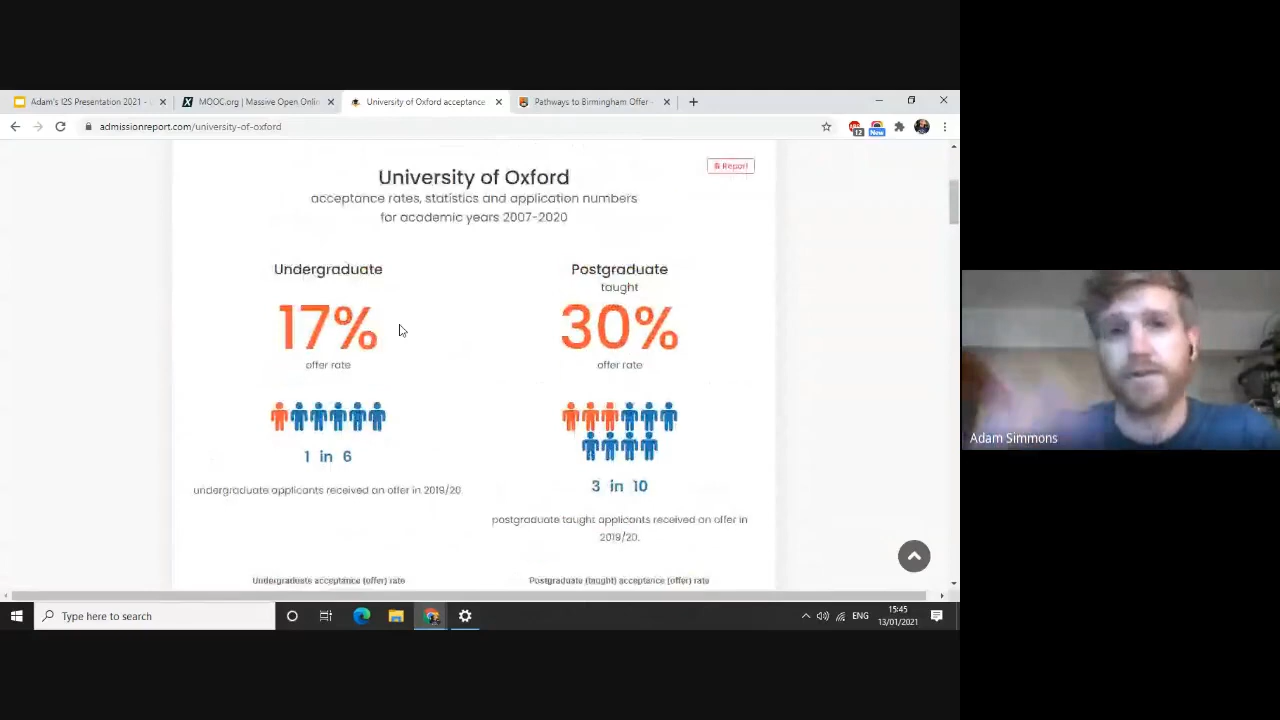 Adam's I2S Presentation 2021 -
MOOC.org | Massive Open Onlin
University of Oxford acceptance
Pathways to Birmingham Offer -
admissionreport.com/university-of-oxford
12
New
Report
University of Oxford
acceptance rates, statistics and application numbers
for academic years 2007-2020
Undergraduate
17%
offer rate
1 in 6
undergraduate applicants received an offer in 2019/20
Postgraduate
taught
30%
offer rate
3 in 10
postgraduate taught applicants received an offer in
2019/20.
Undergraduate acceptance (offer) rate
Postgraduate (taught) acceptance (offer) rate
Adam Simmons
Type here to search
ENG
15:45
13/01/2021